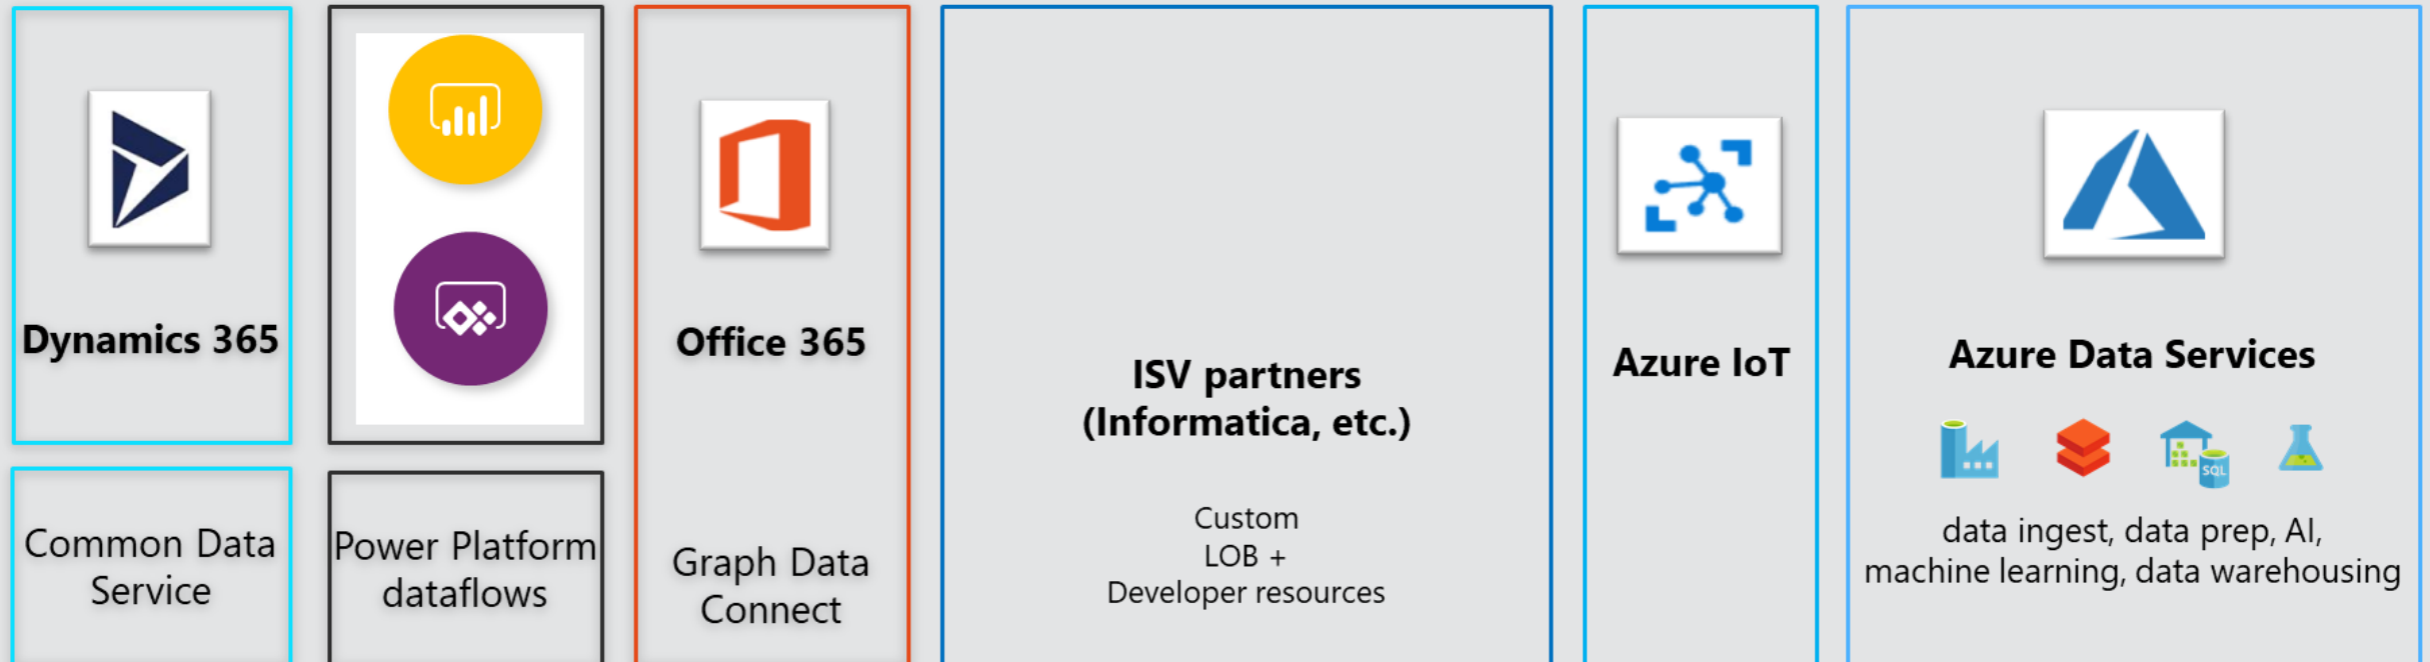 Dynamics 365
Common Data
Service
Power Platform
dataflows
Office 365
Graph Data
Connect
ISV partners
(Informatica, etc.)
Custom
LOB +
Developer resources
Azure IoT
Azure Data Services
SQL
data ingest, data prep, AI,
machine learning, data warehousing